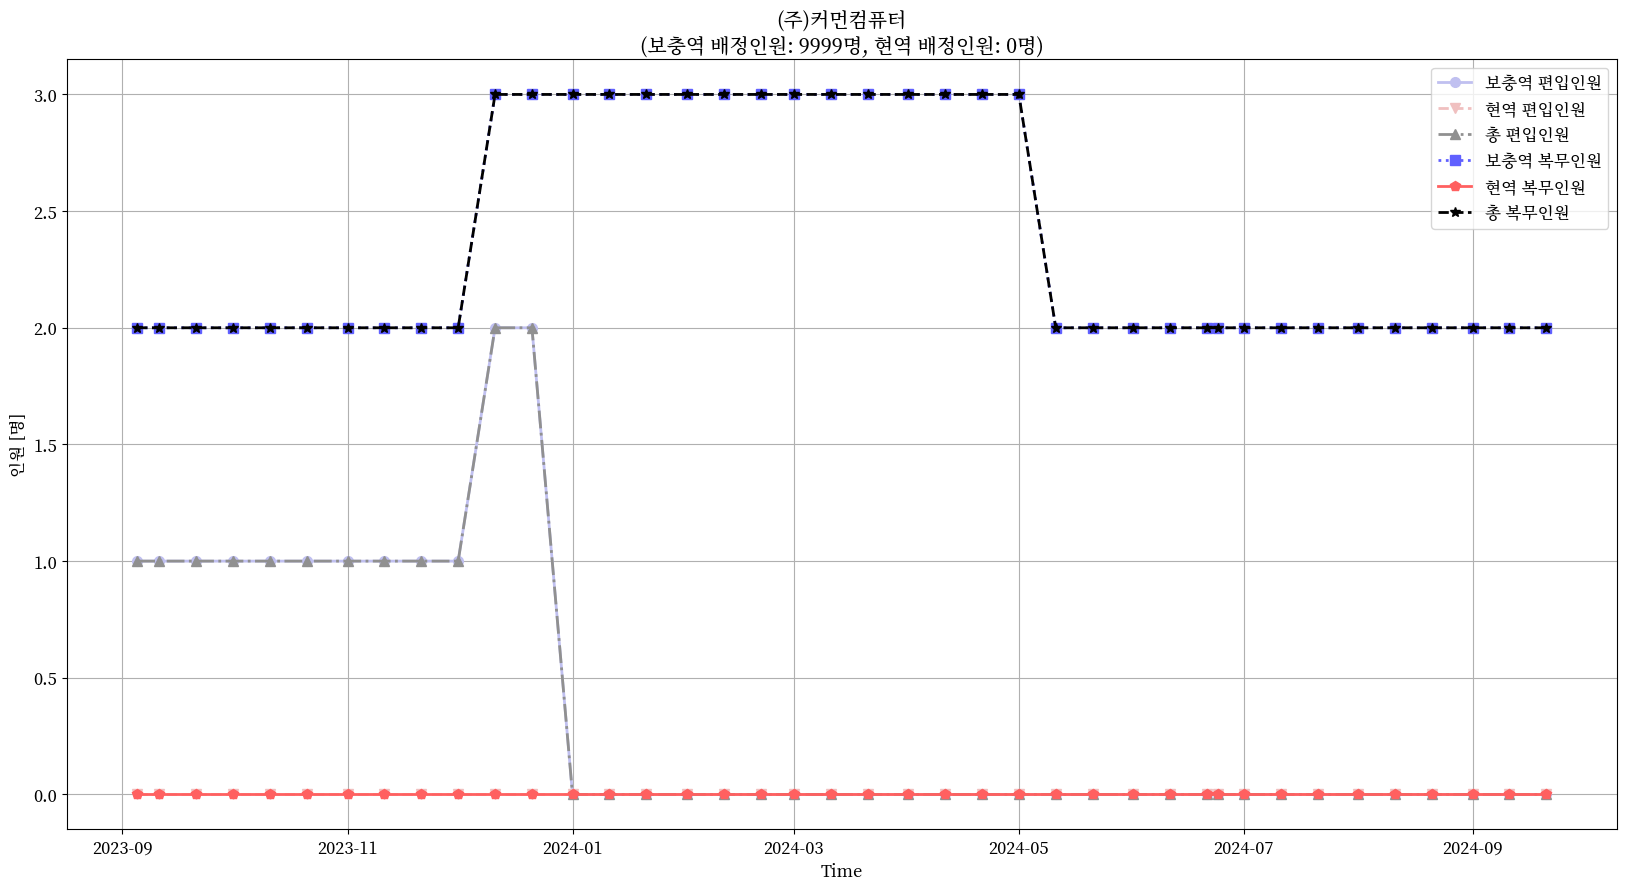 (주)커먼컴퓨터
(보충역 배정인원: 9999명, 현역 배정인원: 0명)
보충역 편입인원
현역 편입인원
총 편입인원
보충역 복무인원
현역 복무인원
총 복무인원
인원 [명]
3.0
2.5
2.0
1.5
1.0
0.5
0.0
2023-09
2023-11
2024-01
2024-03
2024-05
2024-07
2024-09
Time